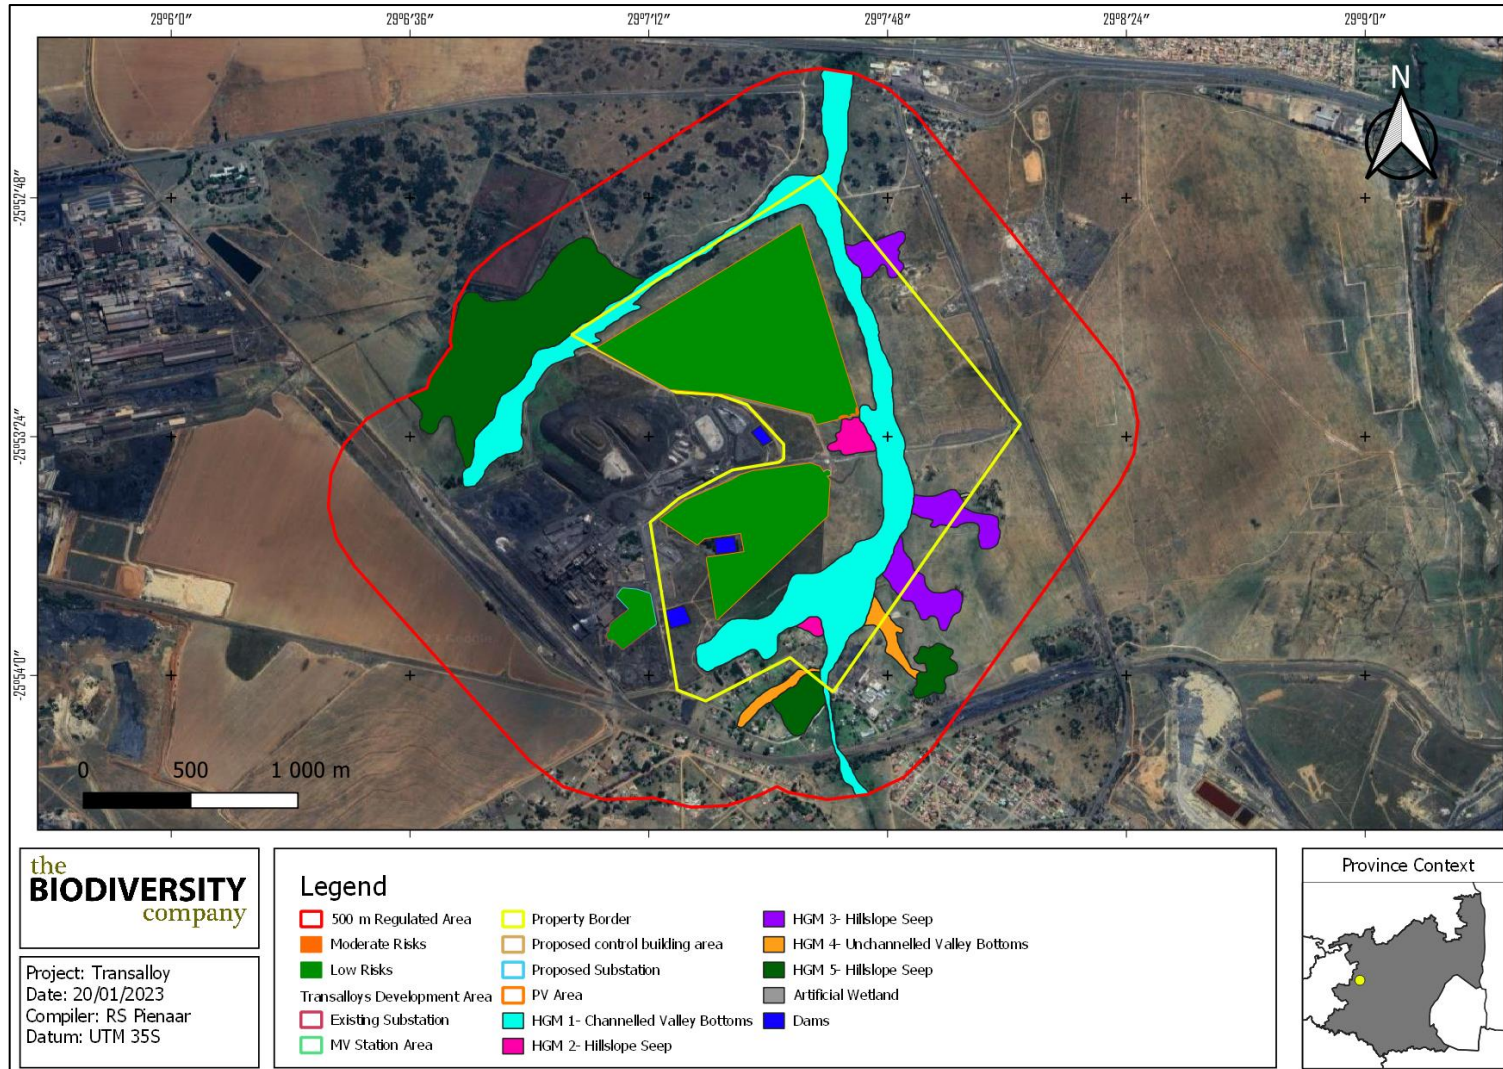 29°6'0"
29°6'36"
29°7'12"
29°7'48"
29°8'24"
29°9'0"
N
-25°52'48"
-25°53'24"
-25°54'0"
0 500 1 000 m
the
BIODIVERSITY
company
Project: Transalloy
Date: 20/01/2023
Compiler: RS Pienaar
Datum: UTM 35S
Legend
500 m Regulated Area
Moderate Risks
Low Risks
Transalloys Development Area
Existing Substation
MV Station Area
Property Border
Proposed control building area
Proposed Substation
PV Area
HGM 1- Channelled Valley Bottoms
HGM 2- Hillslope Seep
HGM 3- Hillslope Seep
HGM 4- Unchannelled Valley Bottoms
HGM 5- Hillslope Seep
Artificial Wetland
Dams
Province Context